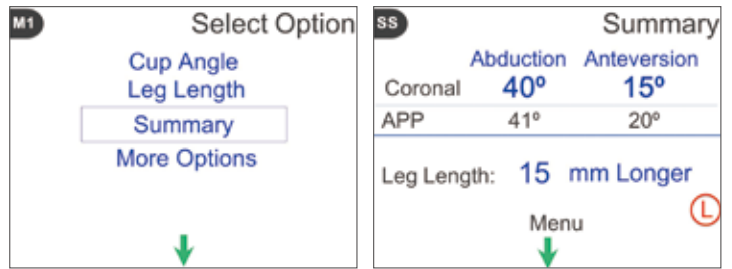 M1 Select Option
Cup Angle
Leg Length
Summary
More Options
SS Summary
Abduction Anteversion
Coronal 40º 15º
APP 41º 20º
Leg Length: 15 mm Longer
L
Menu